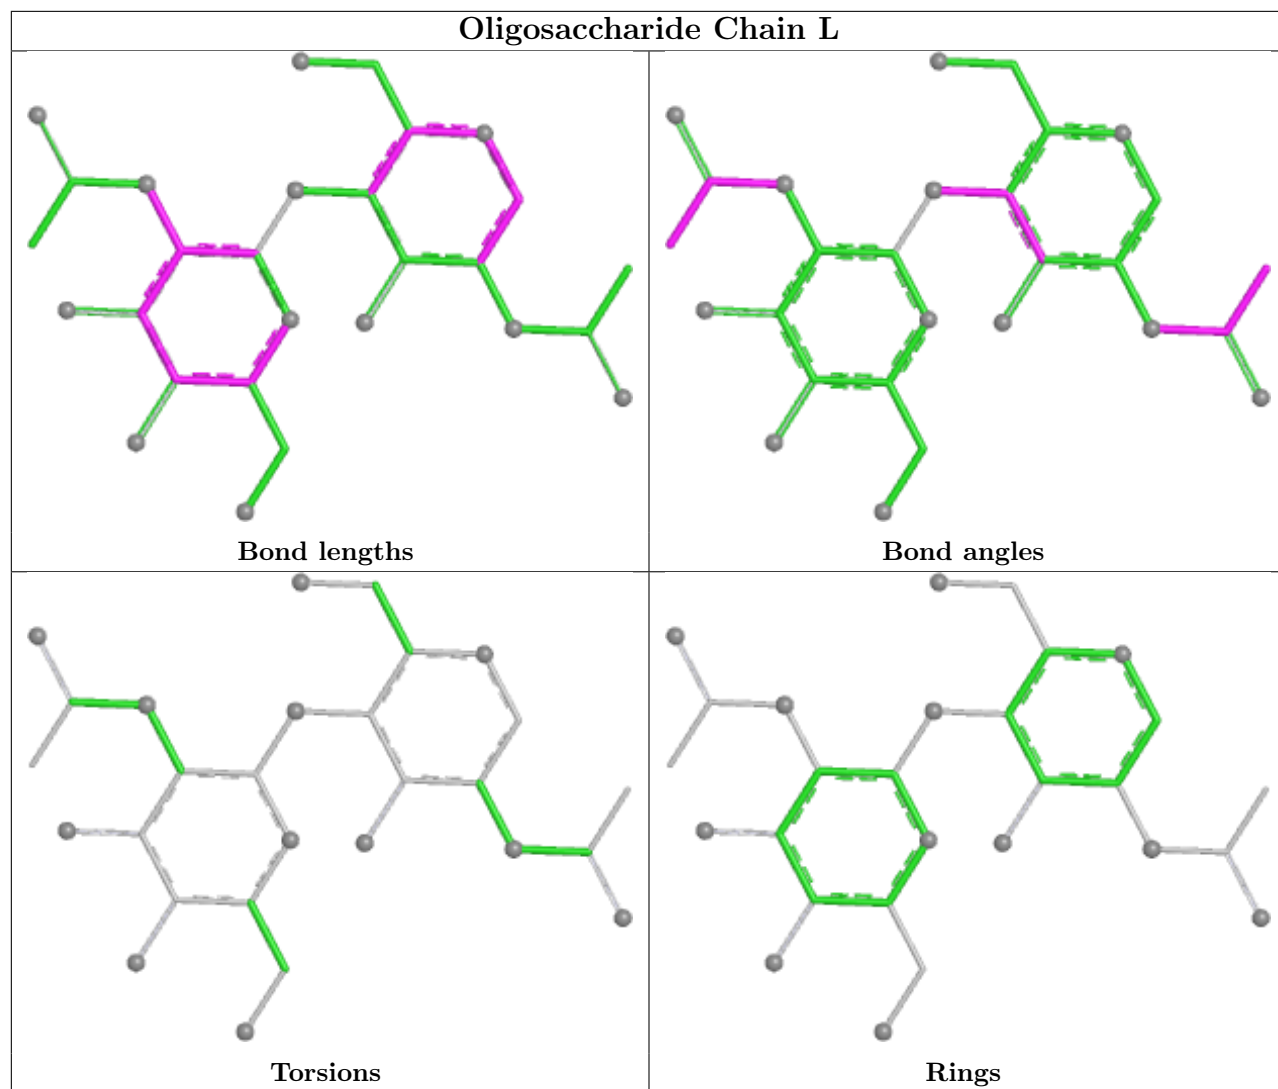 Oligosaccharide Chain L
Bond lengths
Bond angles
Torsions
Rings